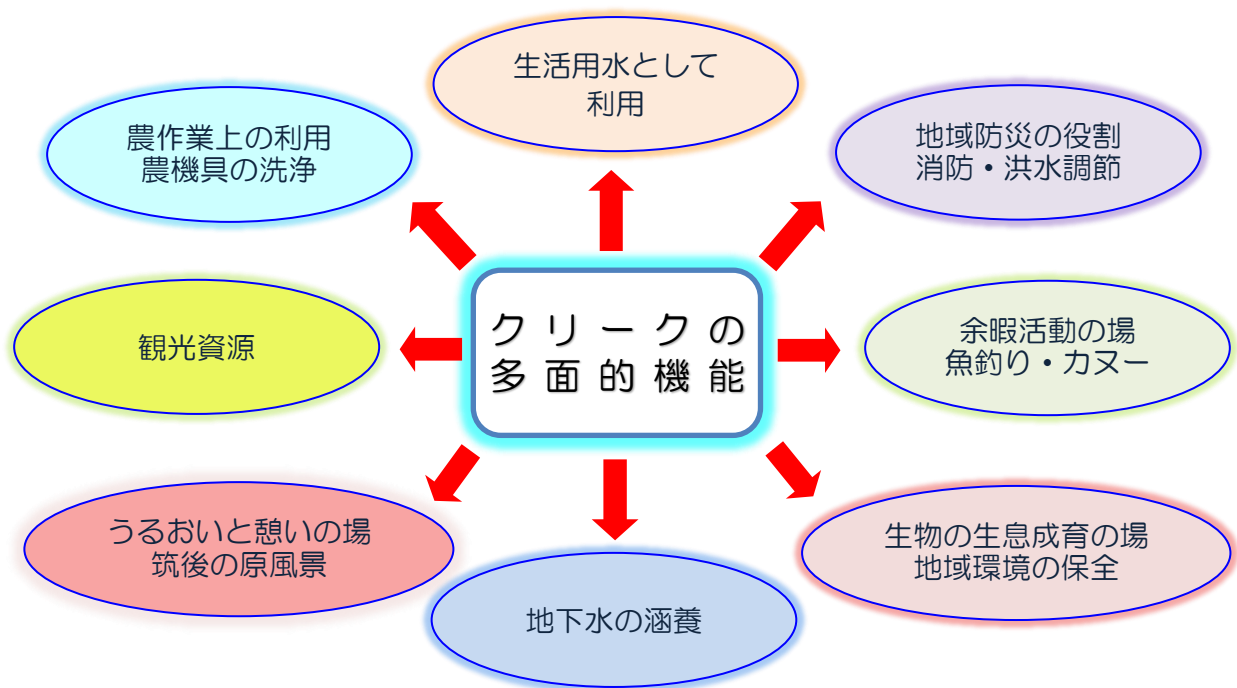 生活用水として
利用
農作業上の利用
農機具の洗浄
地域防災の役割
消防・洪水調節
観光資源
クリークの
多面的機能
余暇活動の場
魚釣り・カヌー
うるおいと憩いの場
筑後の原風景
地下水の涵養
生物の生息成育の場
地域環境の保全